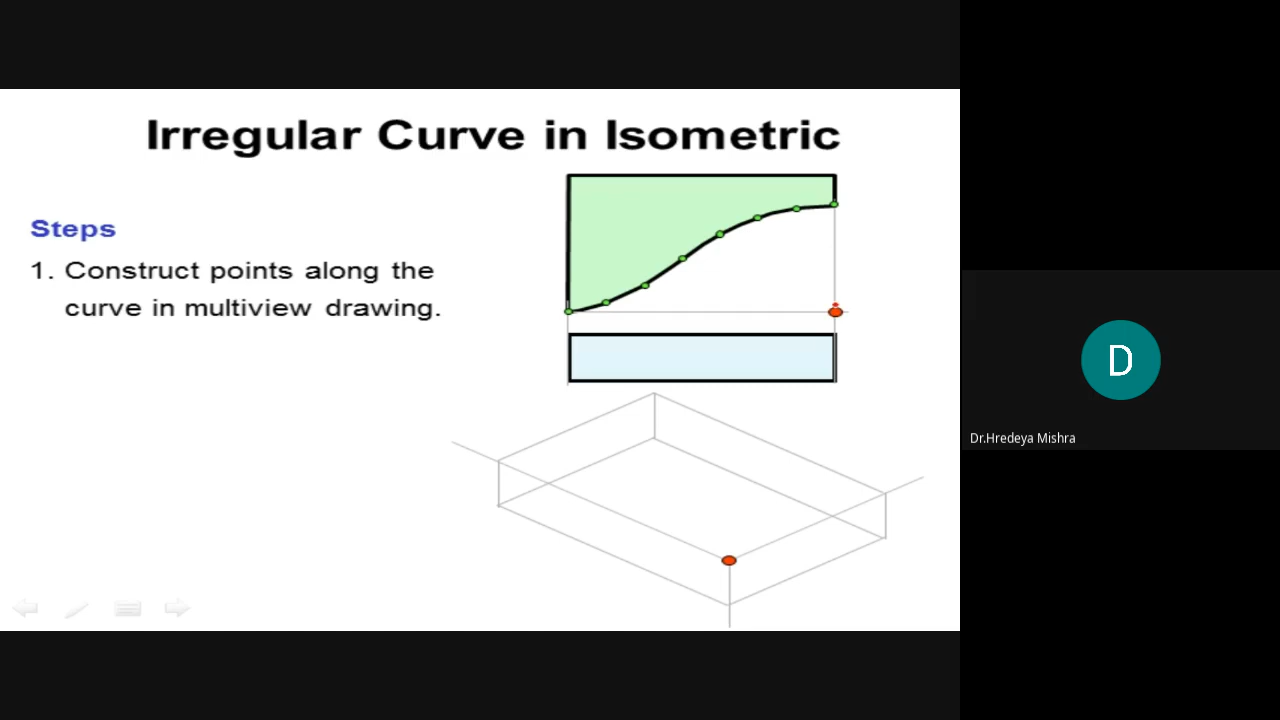 Irregular Curve in Isometric
Steps
1. Construct points along the
curve in multiview drawing.
D
Dr.Hredeya Mishra